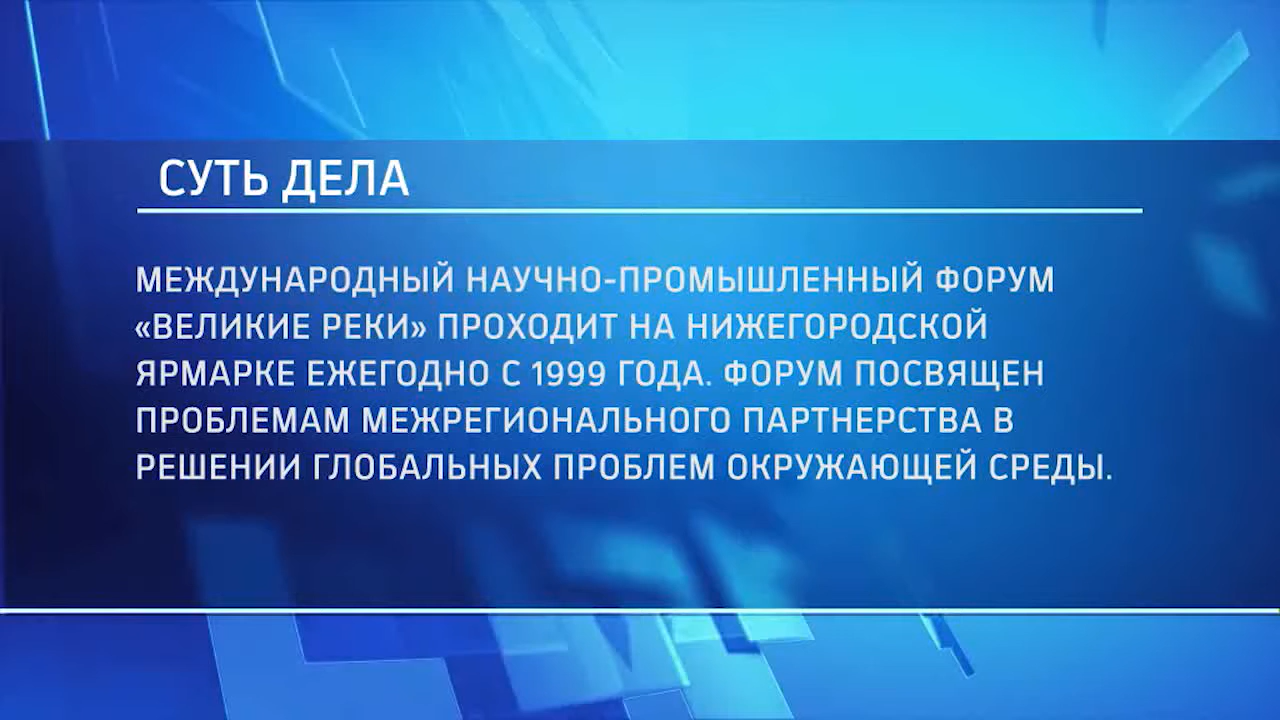 СУТЬ ДЕЛА
МЕЖДУНАРОДНЫЙ НАУЧНО-ПРОМЫШЛЕННЫЙ ФОРУМ
«ВЕЛИКИЕ РЕКИ» ПРОХОДИТ НА НИЖЕГОРОДСКОЙ
ЯРМАРКЕ ЕЖЕГОДНО С 1999 ГОДА. ФОРУМ ПОСВЯЩЕН
ПРОБЛЕМАМ МЕЖРЕГИОНАЛЬНОГО ПАРТНЕРСТВА В
РЕШЕНИИ ГЛОБАЛЬНЫХ ПРОБЛЕМ ОКРУЖАЮЩЕЙ СРЕДЫ.